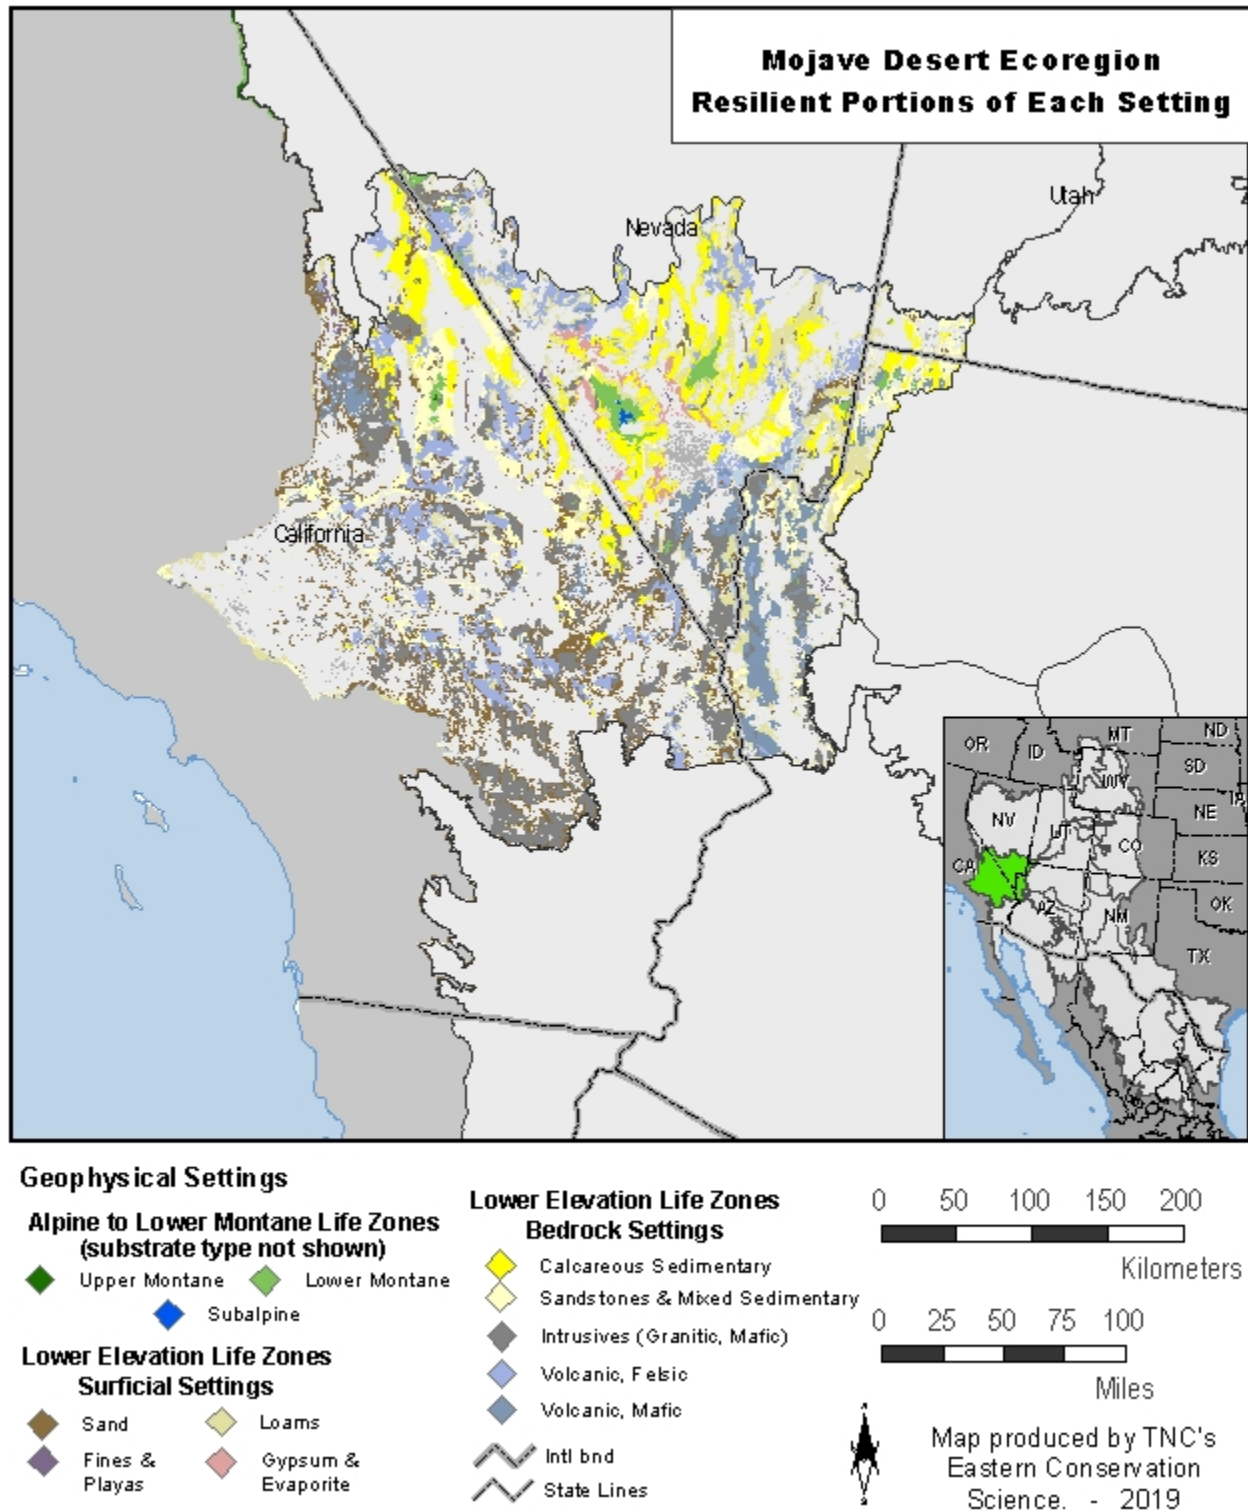 Mojave Desert Ecoregion
Resilient Portions of Each Setting
Utah
Nevada
California
OR
ID
MT
ND
SD
WY
IA
NE
NV
UT
CO
CA
KS
AZ
NM
OK
TX
Geophysical Settings
Alpine to Lower Montane Life Zones
(substrate type not shown)
Upper Montane
Lower Montane
Subalpine
Lower Elevation Life Zones
Surficial Settings
Sand
Loams
Fines &
Playas
Gypsum &
Evaporite
Lower Elevation Life Zones
Bedrock Settings
Calcareous Sedimentary
Sandstones & Mixed Sedimentary
Intrusives (Granitic, Mafic)
Volcanic, Felsic
Volcanic, Mafic
Intl bnd
State Lines
0 50 100 150 200
Kilometers
0 25 50 75 100
Miles
Map produced by TNC's
Eastern Conservation
Science. - 2019